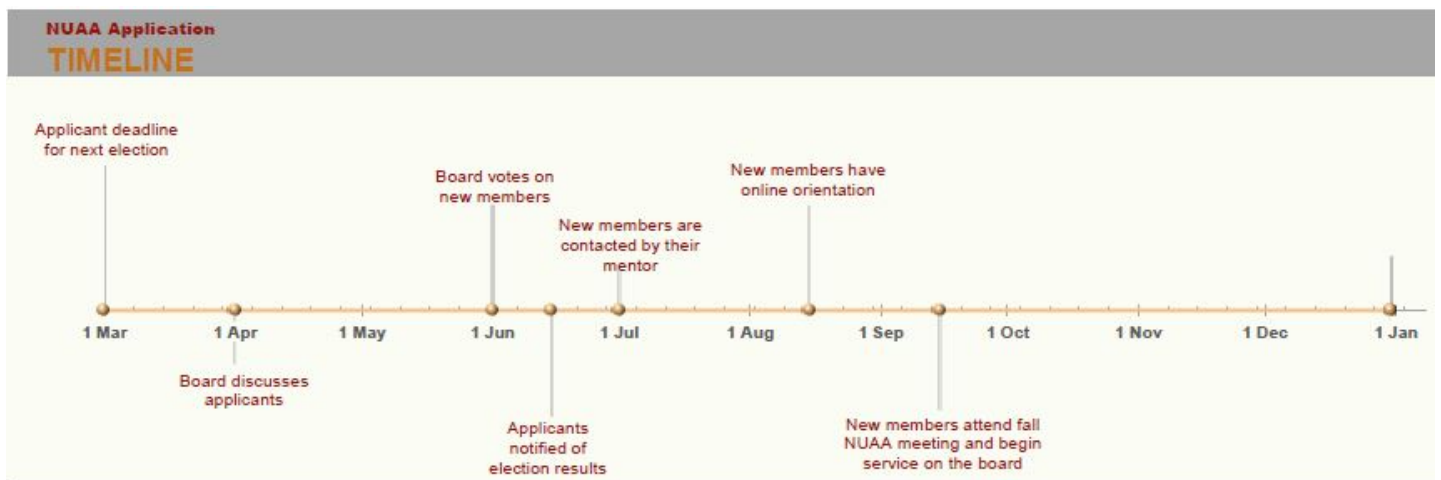 NUAA Application
TIMELINE
Applicant deadline
for next election
Board votes on
new members
New members are
contacted by their
mentor
New members have
online orientation
1 Mar
1 Apr
1 May
1 Jun
1 Jul
1 Aug
1 Sep
1 Oct
1 Nov
1 Dec
1 Jan
Board discusses
applicants
Applicants
notified of
election results
New members attend fall
NUAA meeting and begin
service on the board